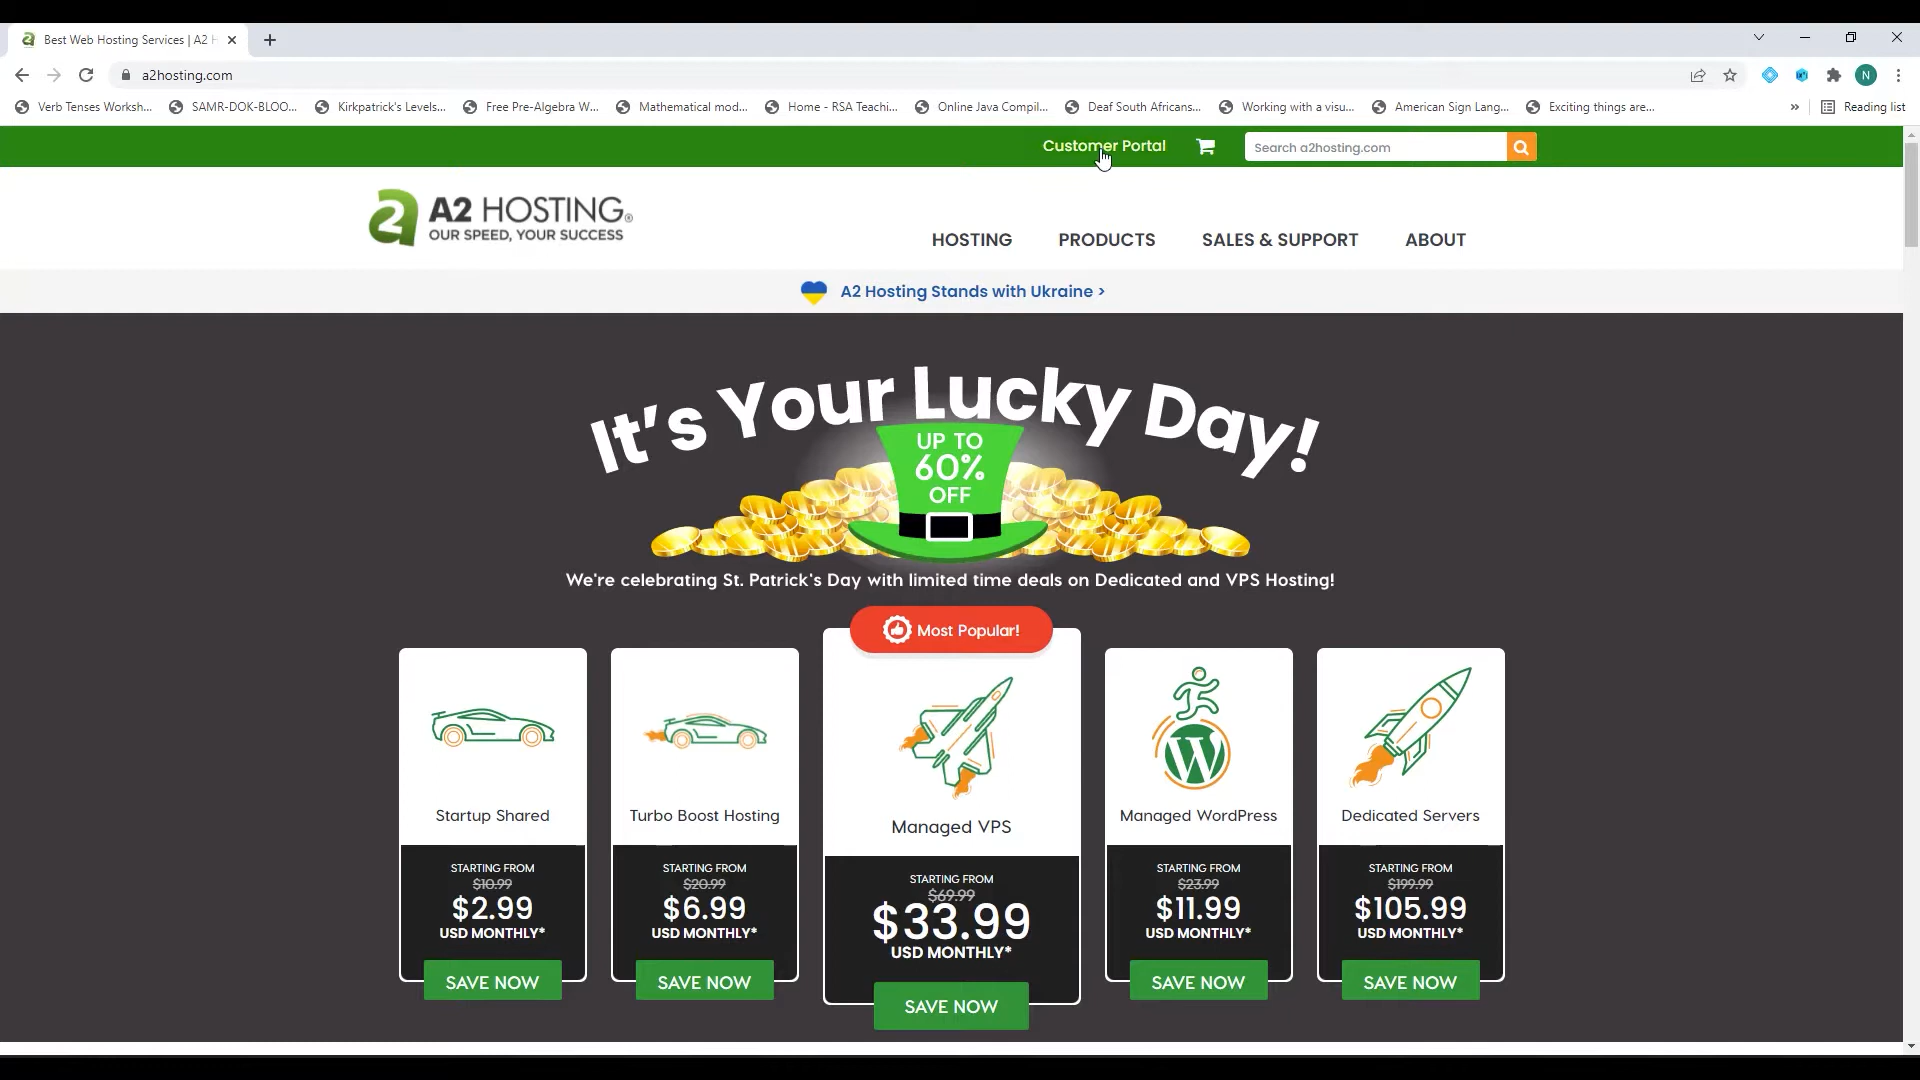 Best Web Hosting Services | A2 H
a2hosting.com
N
Verb Tenses Worksh...
SAMR-DOK-BLOO...
Kirkpatrick's Levels...
Free Pre-Algebra W...
Mathematical mod...
Home - RSA Teachi...
Online Java Compil...
Deaf South Africans...
Working with a visu...
American Sign Lang...
Exciting things are...
»
Reading list
Customer Portal
Search a2hosting.com
A2 HOSTING®
OUR SPEED, YOUR SUCCESS
HOSTING
PRODUCTS
SALES & SUPPORT
ABOUT
A2 Hosting Stands with Ukraine >
It's Your Lucky Day!
UP TO
60%
OFF
We're celebrating St. Patrick's Day with limited time deals on Dedicated and VPS Hosting!
Most Popular!
Startup Shared
STARTING FROM
$10.99
$2.99
USD MONTHLY*
SAVE NOW
Turbo Boost Hosting
STARTING FROM
$20.99
$6.99
USD MONTHLY*
SAVE NOW
Managed VPS
STARTING FROM
$69.99
$33.99
USD MONTHLY*
SAVE NOW
Managed WordPress
STARTING FROM
$23.99
$11.99
USD MONTHLY*
SAVE NOW
Dedicated Servers
STARTING FROM
$199.99
$105.99
USD MONTHLY*
SAVE NOW